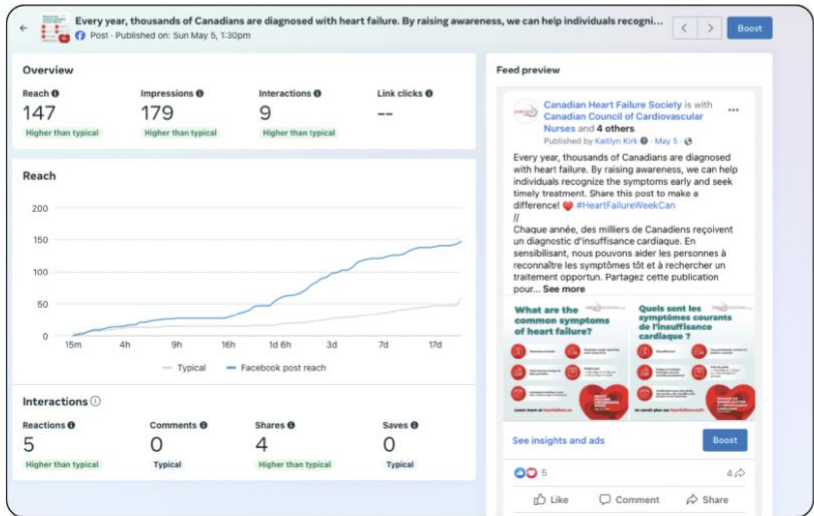 Every year, thousands of Canadians are diagnosed with heart failure. By raising awareness, we can help individuals recogni...
Post · Published on: Sun May 5, 1:30pm
Boost
Overview
Reach
147
Higher than typical
Impressions
179
Higher than typical
Interactions
9
Higher than typical
Link clicks
--
Reach
200
150
100
50
0
15m 4h 9h 16h 1d 6h 3d 7d 17d
Typical Facebook post reach
Interactions
Reactions
5
Higher than typical
Comments
0
Typical
Shares
4
Higher than typical
Saves
0
Typical
Feed preview
Canadian Heart Failure Society is with
Canadian Council of Cardiovascular
Nurses and 4 others.
Published by Kaitlyn Kirk · May 5 ·
Every year, thousands of Canadians are diagnosed
with heart failure. By raising awareness, we can help
individuals recognize the symptoms early and seek
timely treatment. Share this post to make a
difference! ❤️ #HeartFailureWeekCan
//
Chaque année, des milliers de Canadiens reçoivent
un diagnostic d'insuffisance cardiaque. En
sensibilisant, nous pouvons aider les personnes à
reconnaître les symptômes tôt et à rechercher un
traitement opportun. Partagez cette publication
pour... See more
What are the
common symptoms
of heart failure?
Quels sont les
symptômes courants
de l'insuffisance
cardiaque ?
See insights and ads
Boost
5
4
Like Comment Share